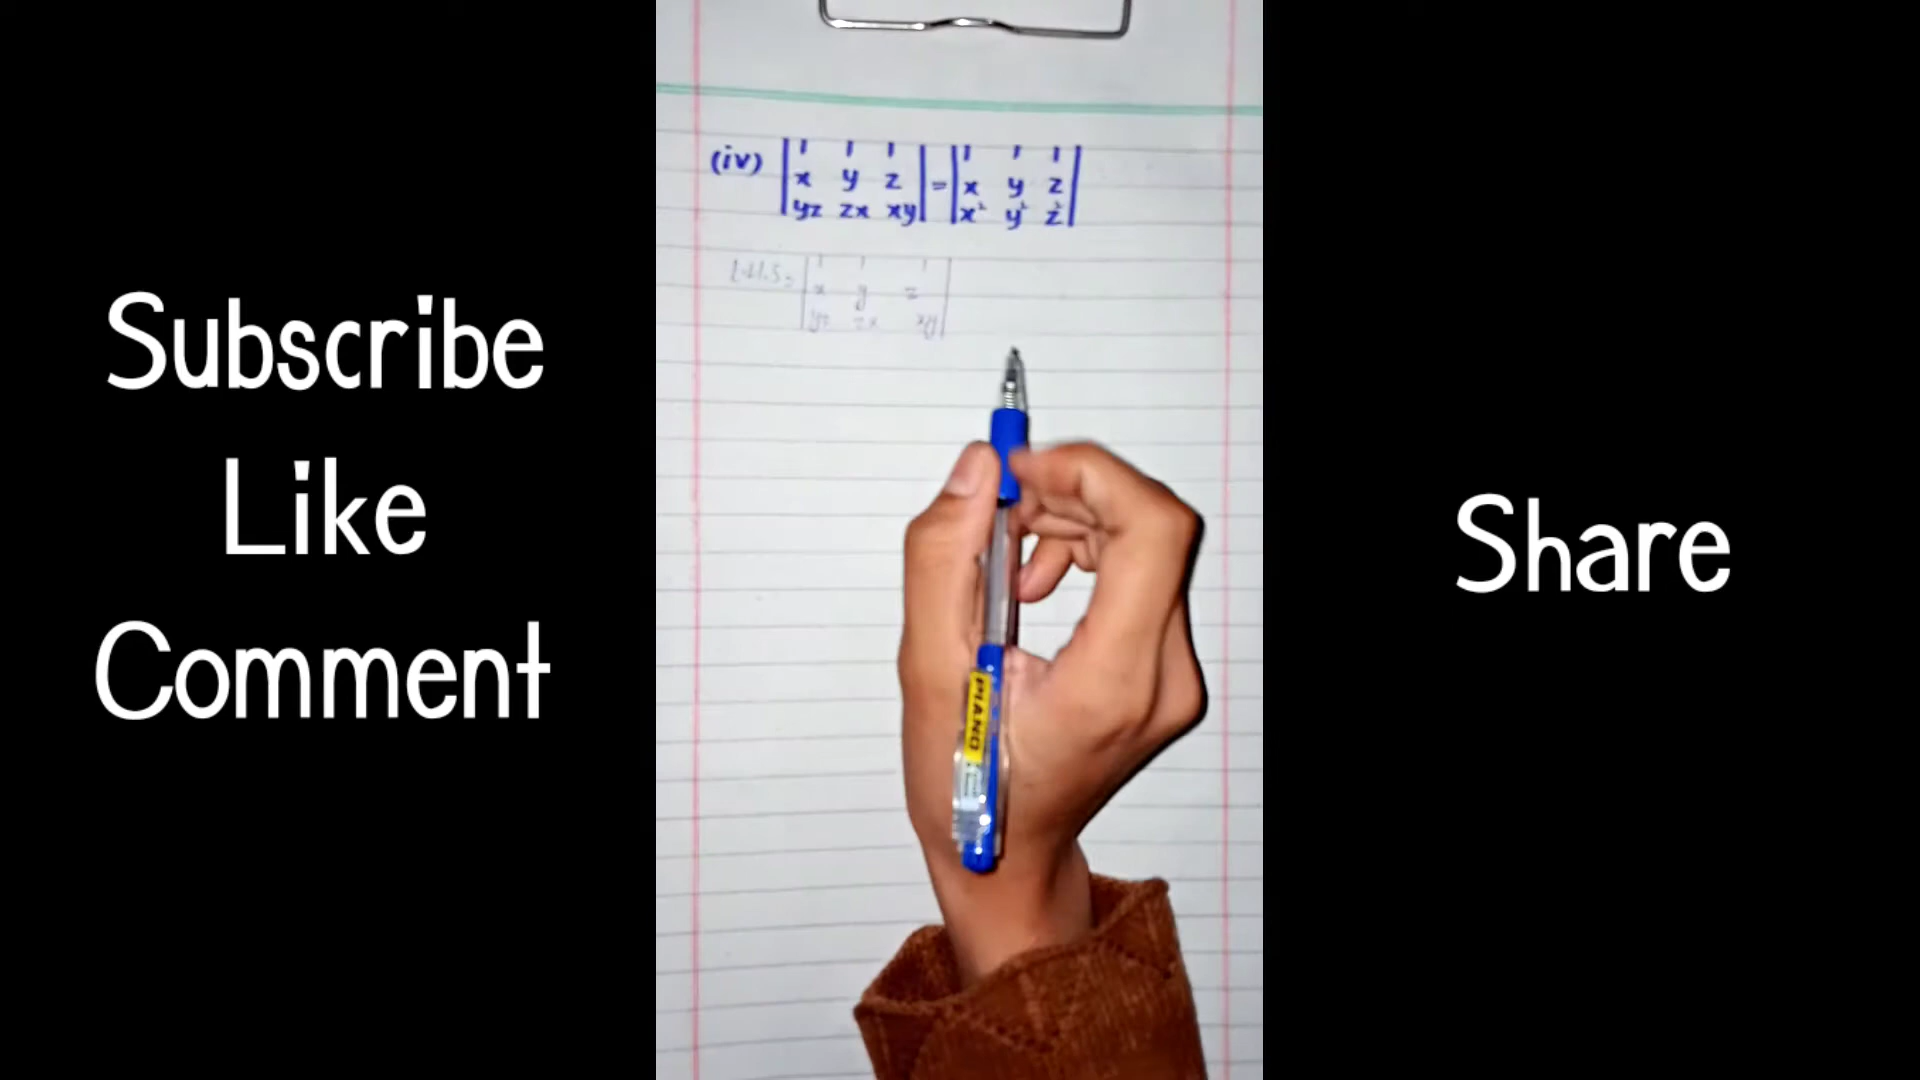 Subscribe
Like
Comment
(iv) | 1 1 1 | = | 1 1 1 |
| x y z | | x y z |
| yz zx xy | | x² y² z² |
L.H.S = | 1 1 1 |
| x y z |
| yz zx xy |
PIANO
Share